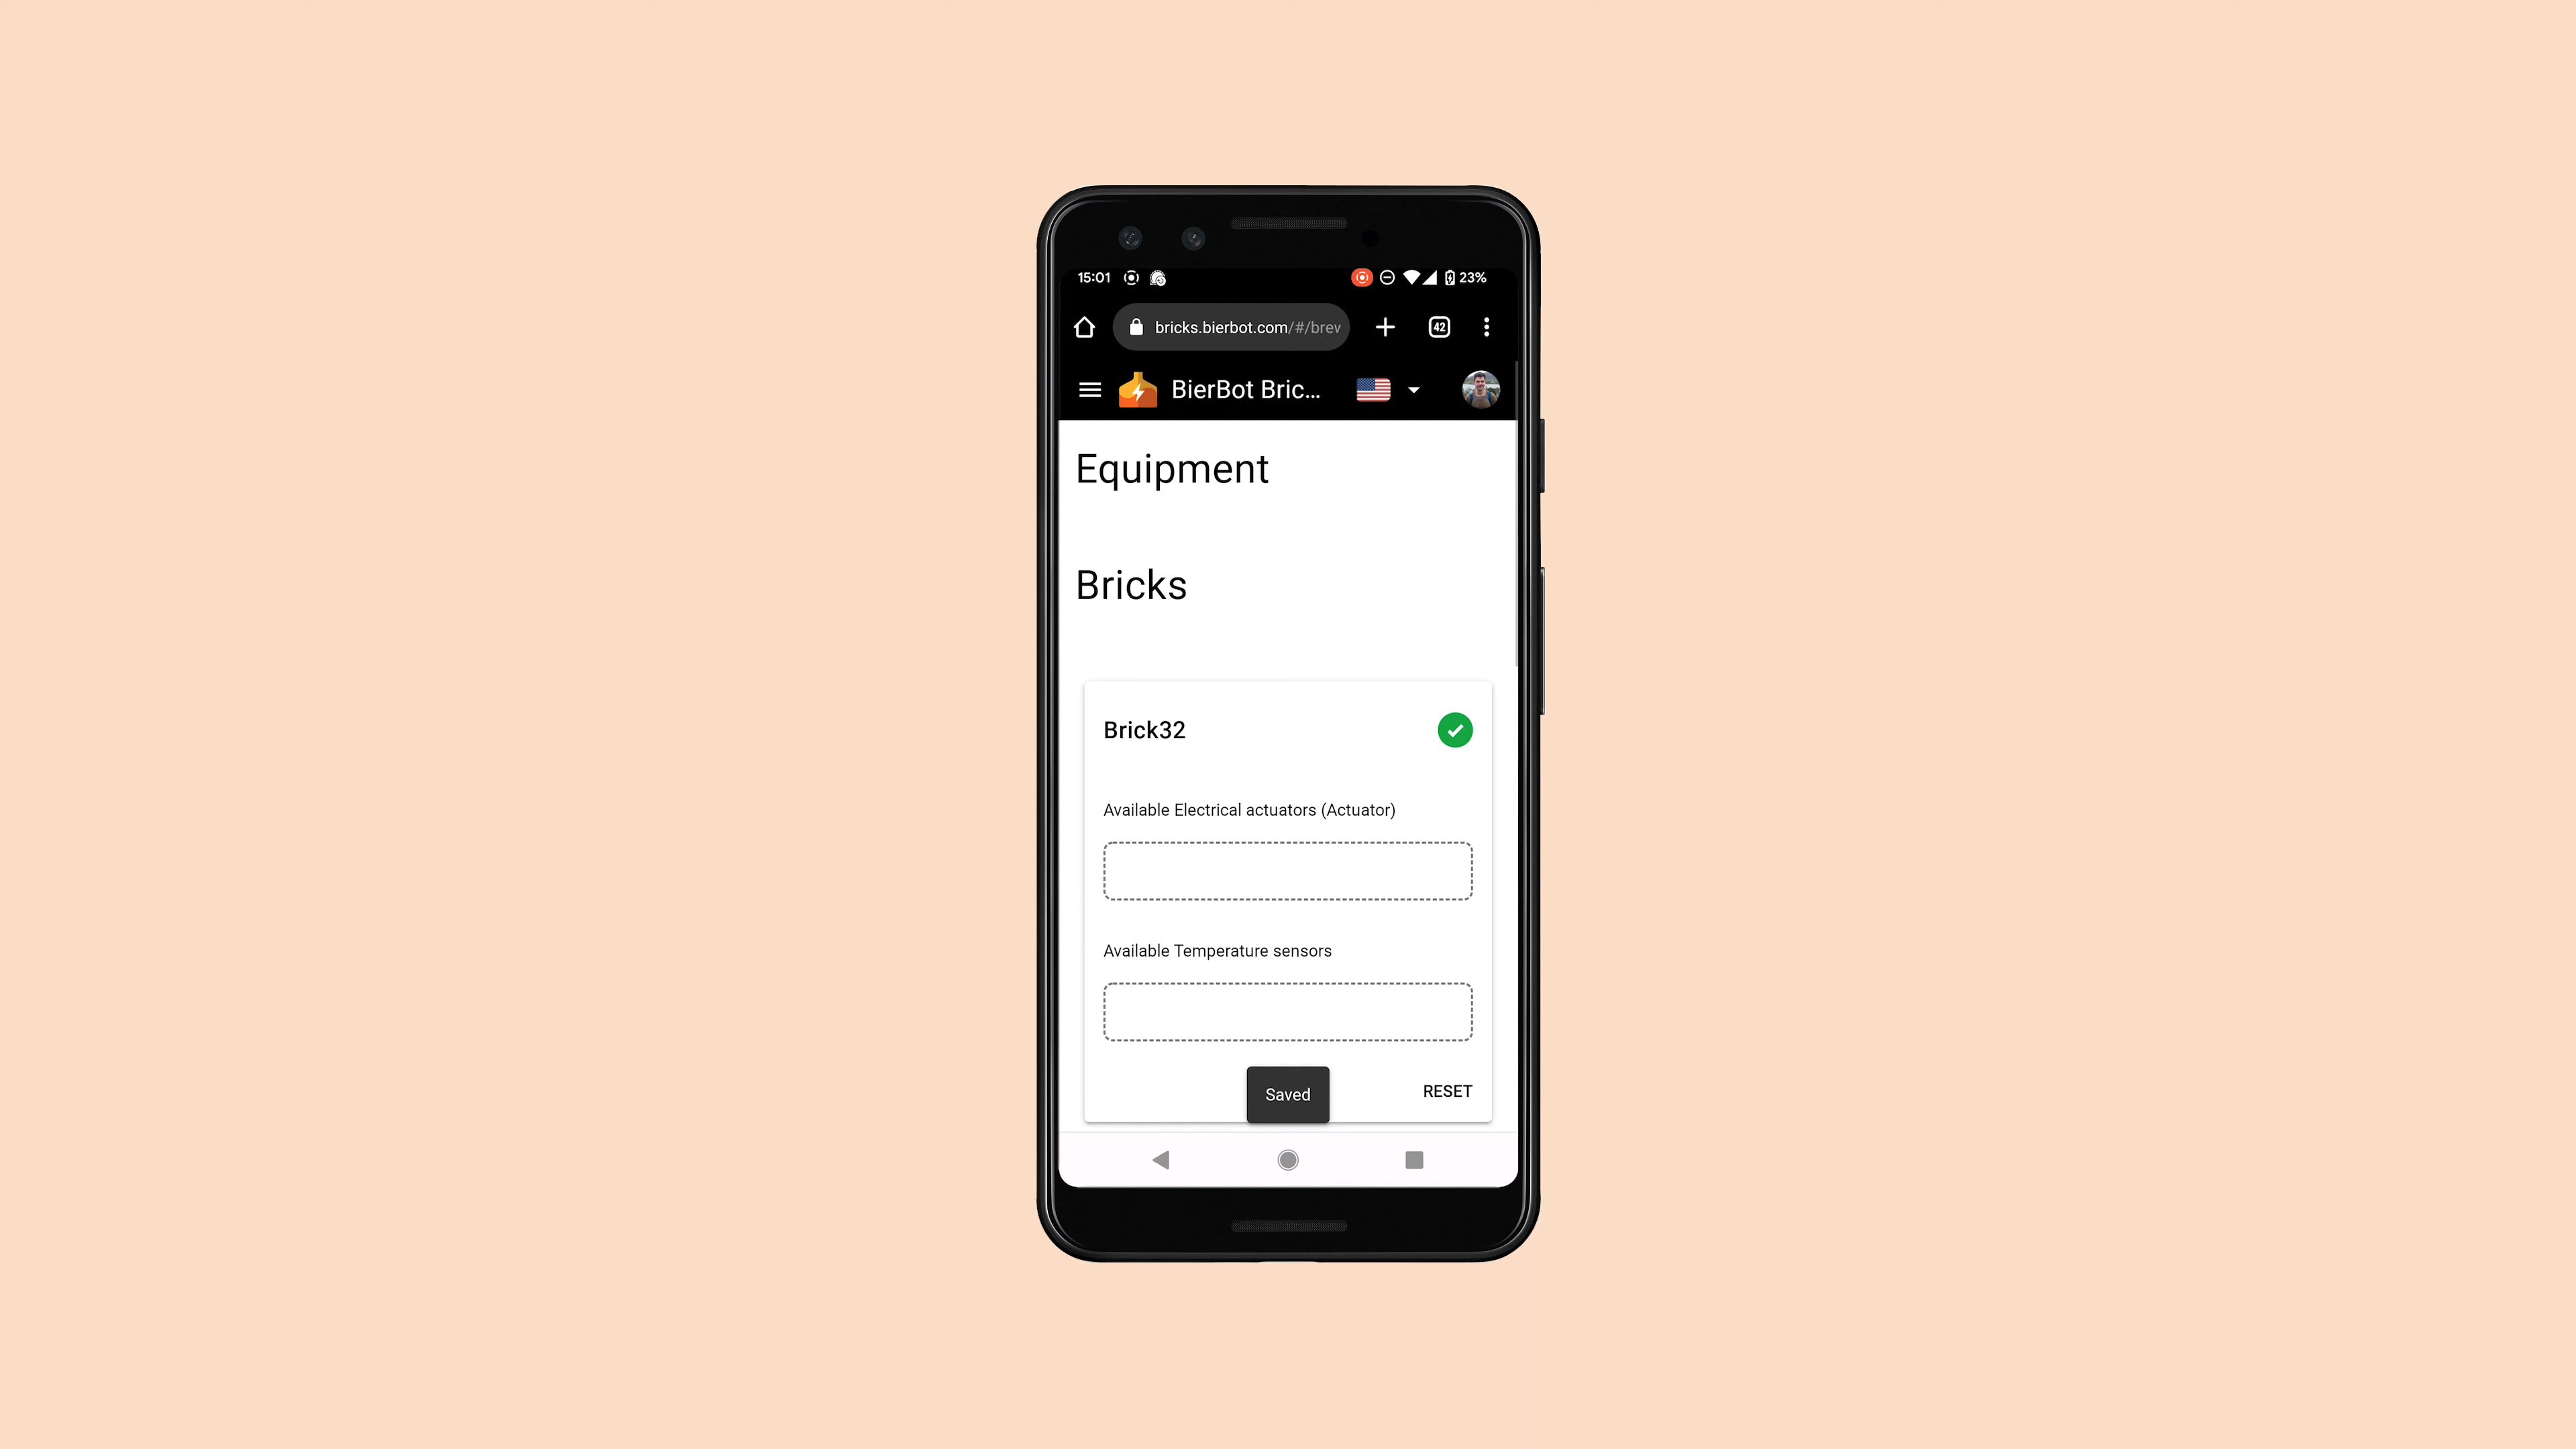 15:01
23%
bricks.bierbot.com/#/brew
42
BierBot Bric...
Equipment
Bricks
Brick32
Available Electrical actuators (Actuator)
Available Temperature sensors
Saved
RESET